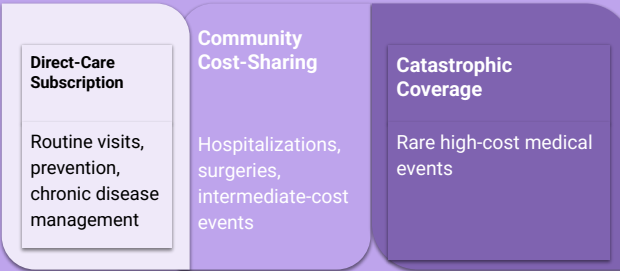 Direct-Care
Subscription
Routine visits,
prevention,
chronic disease
management
Community
Cost-Sharing
Hospitalizations,
surgeries,
intermediate-cost
events
Catastrophic
Coverage
Rare high-cost medical
events